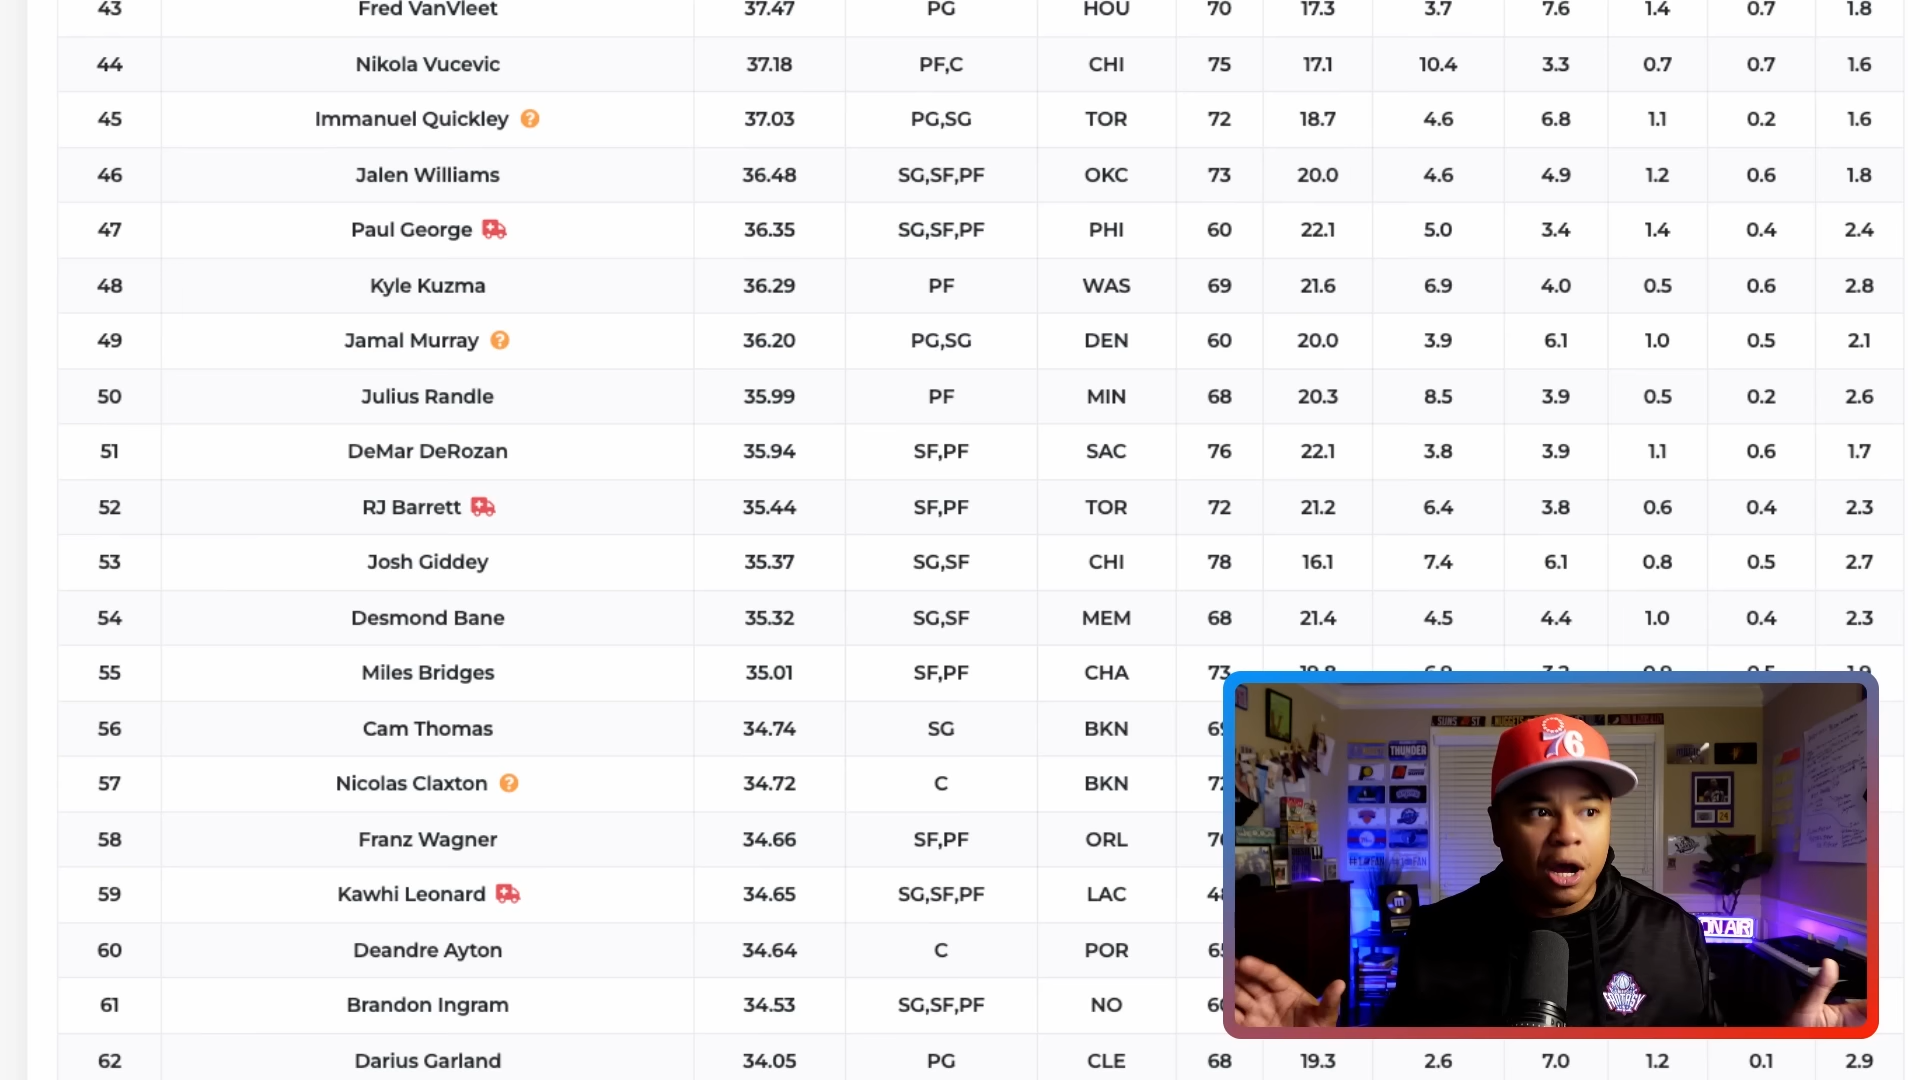 43 Fred VanVleet 37.47 PG HOU 70 17.3 3.7 7.6 1.4 0.7 1.8
44 Nikola Vucevic 37.18 PF,C CHI 75 17.1 10.4 3.3 0.7 0.7 1.6
45 Immanuel Quickley ? 37.03 PG,SG TOR 72 18.7 4.6 6.8 1.1 0.2 1.6
46 Jalen Williams 36.48 SG,SF,PF OKC 73 20.0 4.6 4.9 1.2 0.6 1.8
47 Paul George 36.35 SG,SF,PF PHI 60 22.1 5.0 3.4 1.4 0.4 2.4
48 Kyle Kuzma 36.29 PF WAS 69 21.6 6.9 4.0 0.5 0.6 2.8
49 Jamal Murray ? 36.20 PG,SG DEN 60 20.0 3.9 6.1 1.0 0.5 2.1
50 Julius Randle 35.99 PF MIN 68 20.3 8.5 3.9 0.5 0.2 2.6
51 DeMar DeRozan 35.94 SF,PF SAC 76 22.1 3.8 3.9 1.1 0.6 1.7
52 RJ Barrett 35.44 SF,PF TOR 72 21.2 6.4 3.8 0.6 0.4 2.3
53 Josh Giddey 35.37 SG,SF CHI 78 16.1 7.4 6.1 0.8 0.5 2.7
54 Desmond Bane 35.32 SG,SF MEM 68 21.4 4.5 4.4 1.0 0.4 2.3
55 Miles Bridges 35.01 SF,PF CHA 73
56 Cam Thomas 34.74 SG BKN
57 Nicolas Claxton ? 34.72 C BKN
58 Franz Wagner 34.66 SF,PF ORL
59 Kawhi Leonard 34.65 SG,SF,PF LAC
60 Deandre Ayton 34.64 C POR
61 Brandon Ingram 34.53 SG,SF,PF NO
62 Darius Garland 34.05 PG CLE 68 19.3 2.6 7.0 1.2 0.1 2.9
THUNDER
76
ON AIR
FANTASY